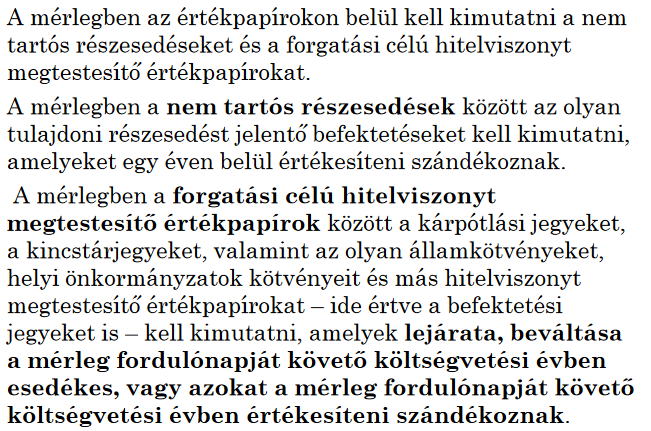 A mérlegben az értékpapírokon belül kell kimutatni a nem
tartós részesedéseket és a forgatási célú hitelviszonyt
megtestesítő értékpapírokat.
A mérlegben a nem tartós részesedések között az olyan
tulajdoni részesedést jelentő befektetéseket kell kimutatni,
amelyeket egy éven belül értékesíteni szándékoznak.
A mérlegben a forgatási célú hitelviszonyt
megtestesítő értékpapírok között a kárpótlási jegyeket,
a kincstárjegyeket, valamint az olyan államkötvényeket,
helyi önkormányzatok kötvényeit és más hitelviszonyt
megtestesítő értékpapírokat – ide értve a befektetési
jegyeket is – kell kimutatni, amelyek lejárata, beváltása
a mérleg fordulónapját követő költségvetési évben
esedékes, vagy azokat a mérleg fordulónapját követő
költségvetési évben értékesíteni szándékoznak.